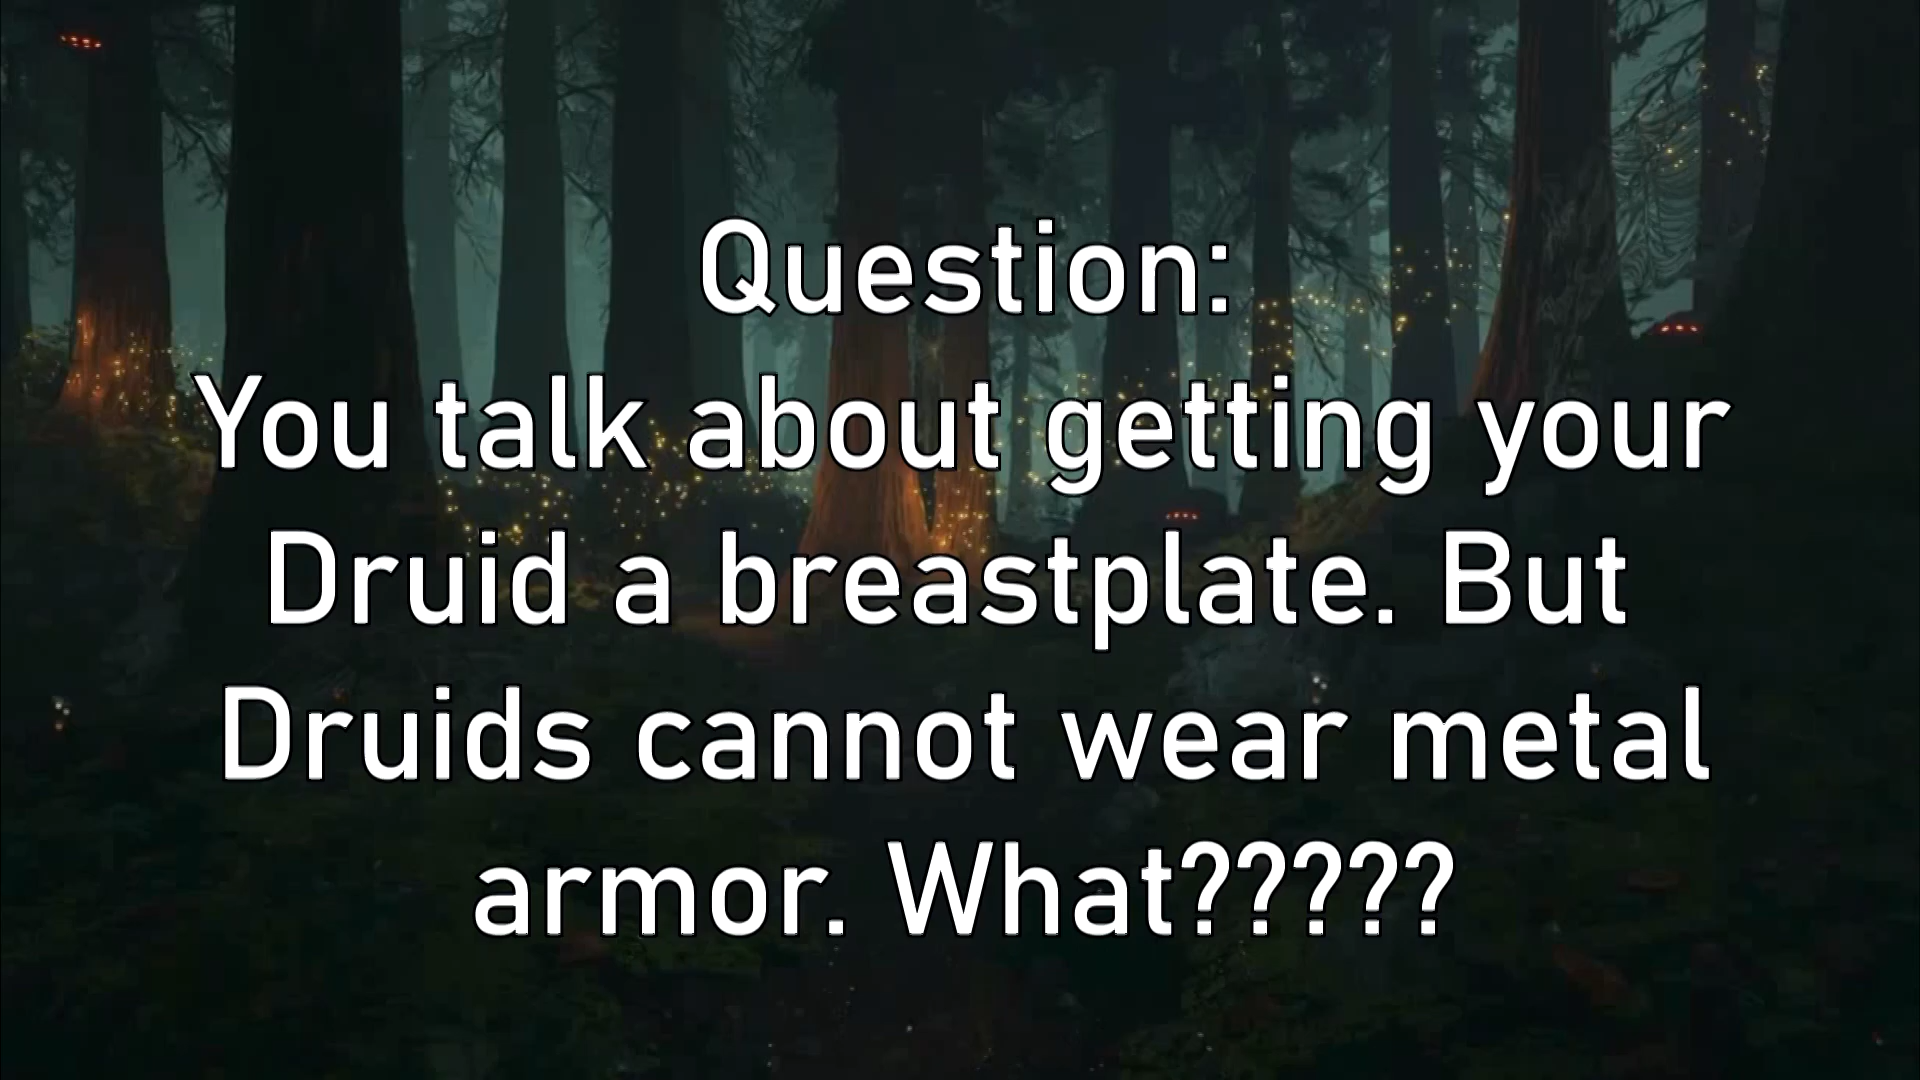 Question:
You talk about getting your
Druid a breastplate. But
Druids cannot wear metal
armor. What?????